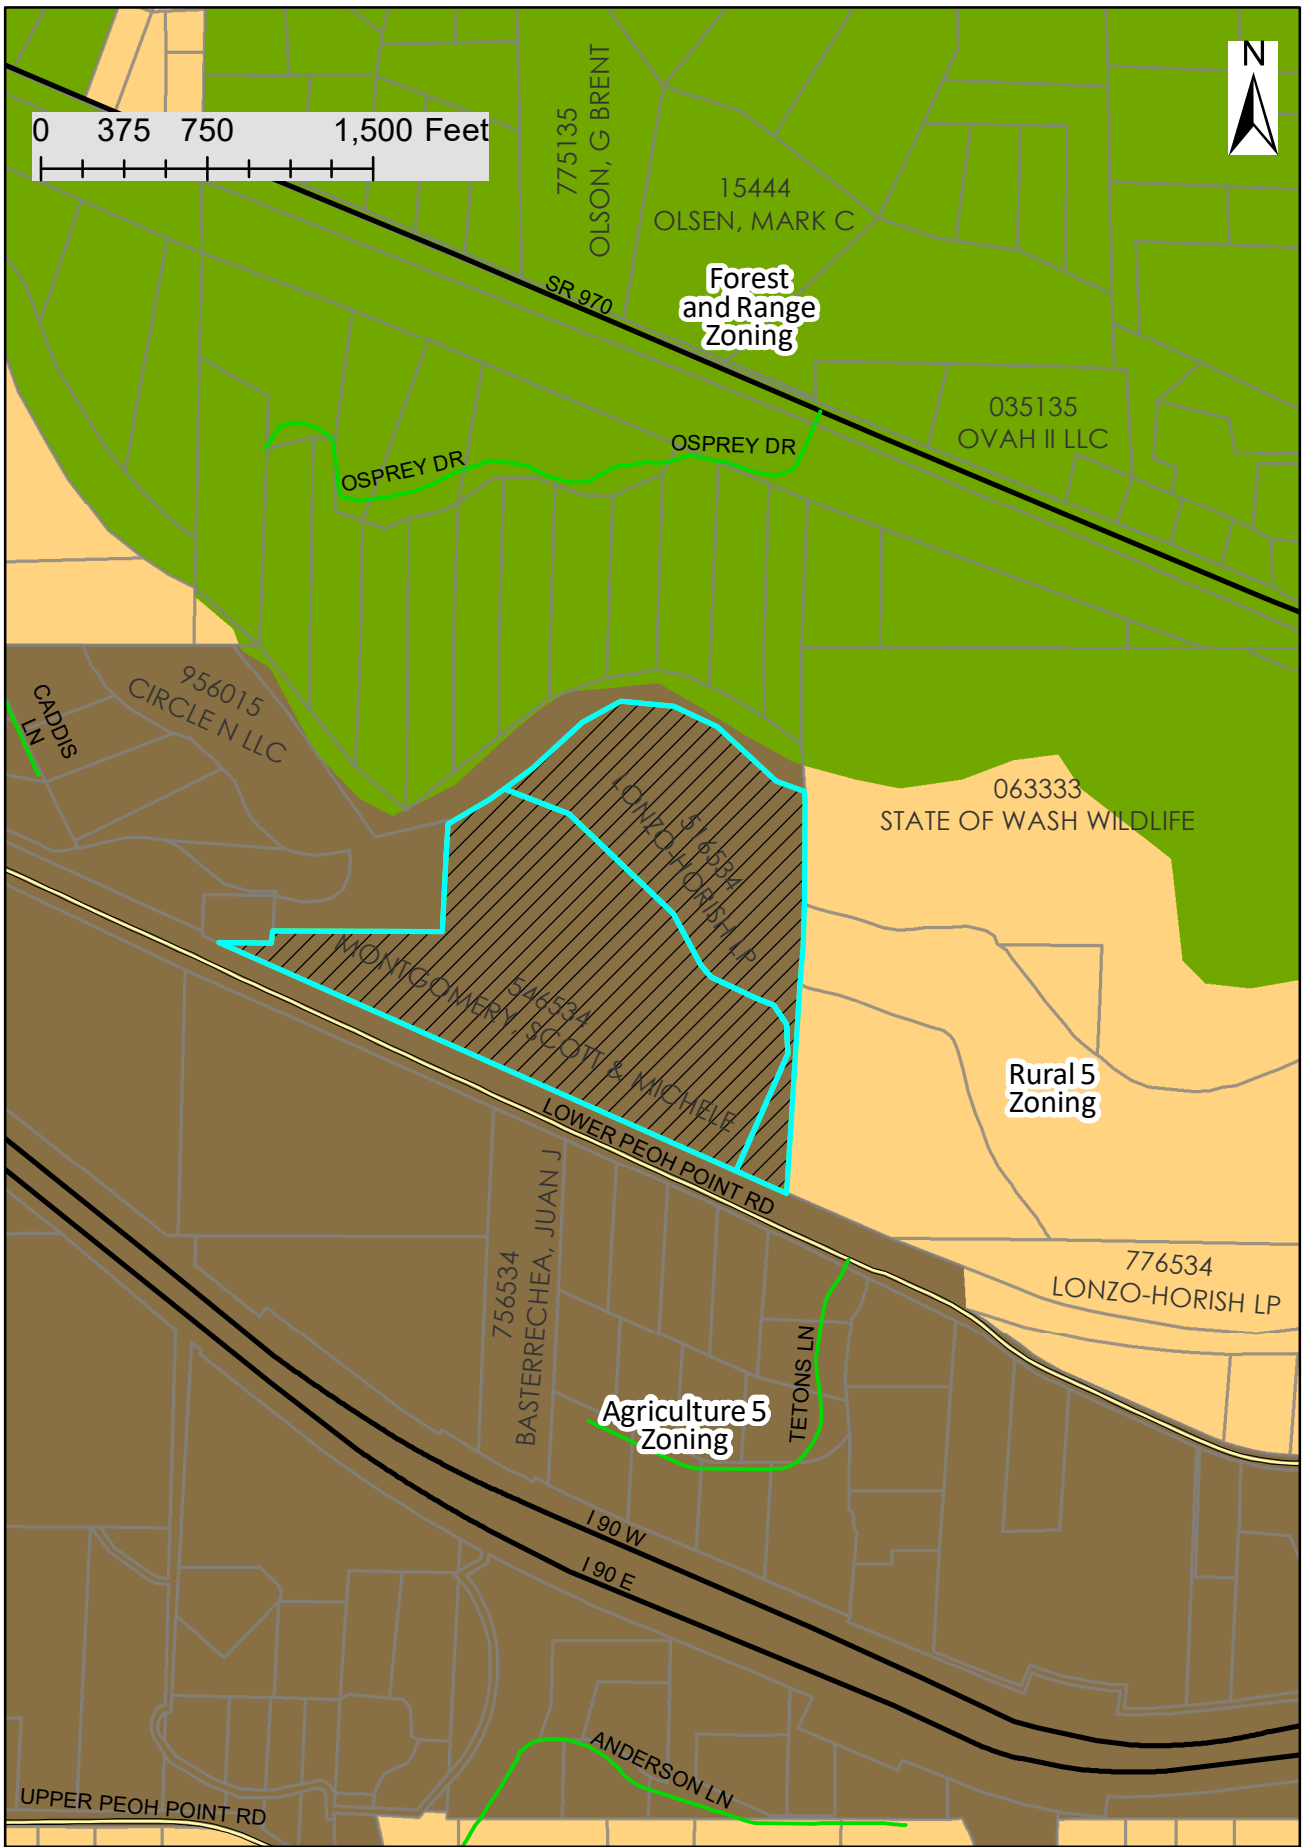 N
0 375 750 1,500 Feet
775135
OLSON, G BRENT
15444
OLSEN, MARK C
Forest
and Range
Zoning
SR 970
035135
OVAH II LLC
OSPREY DR
OSPREY DR
956015
CIRCLE N LLC
CADDIS
LN
516534
LONZO-HORISH LP
063333
STATE OF WASH WILDLIFE
546534
MONTGOMERY, SCOTT & MICHELE
Rural 5
Zoning
LOWER PEOH POINT RD
756534
BASTERRECHEA, JUAN J
776534
LONZO-HORISH LP
TETONS LN
Agriculture 5
Zoning
I 90 W
I 90 E
ANDERSON LN
UPPER PEOH POINT RD